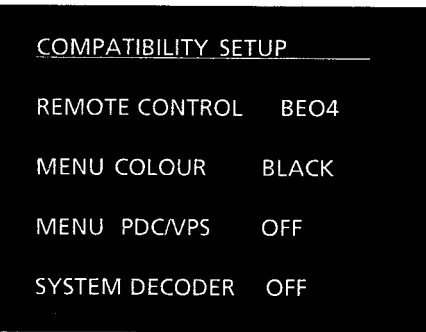 COMPATIBILITY SETUP
REMOTE CONTROL BEO4
MENU COLOUR BLACK
MENU PDC/VPS OFF
SYSTEM DECODER OFF